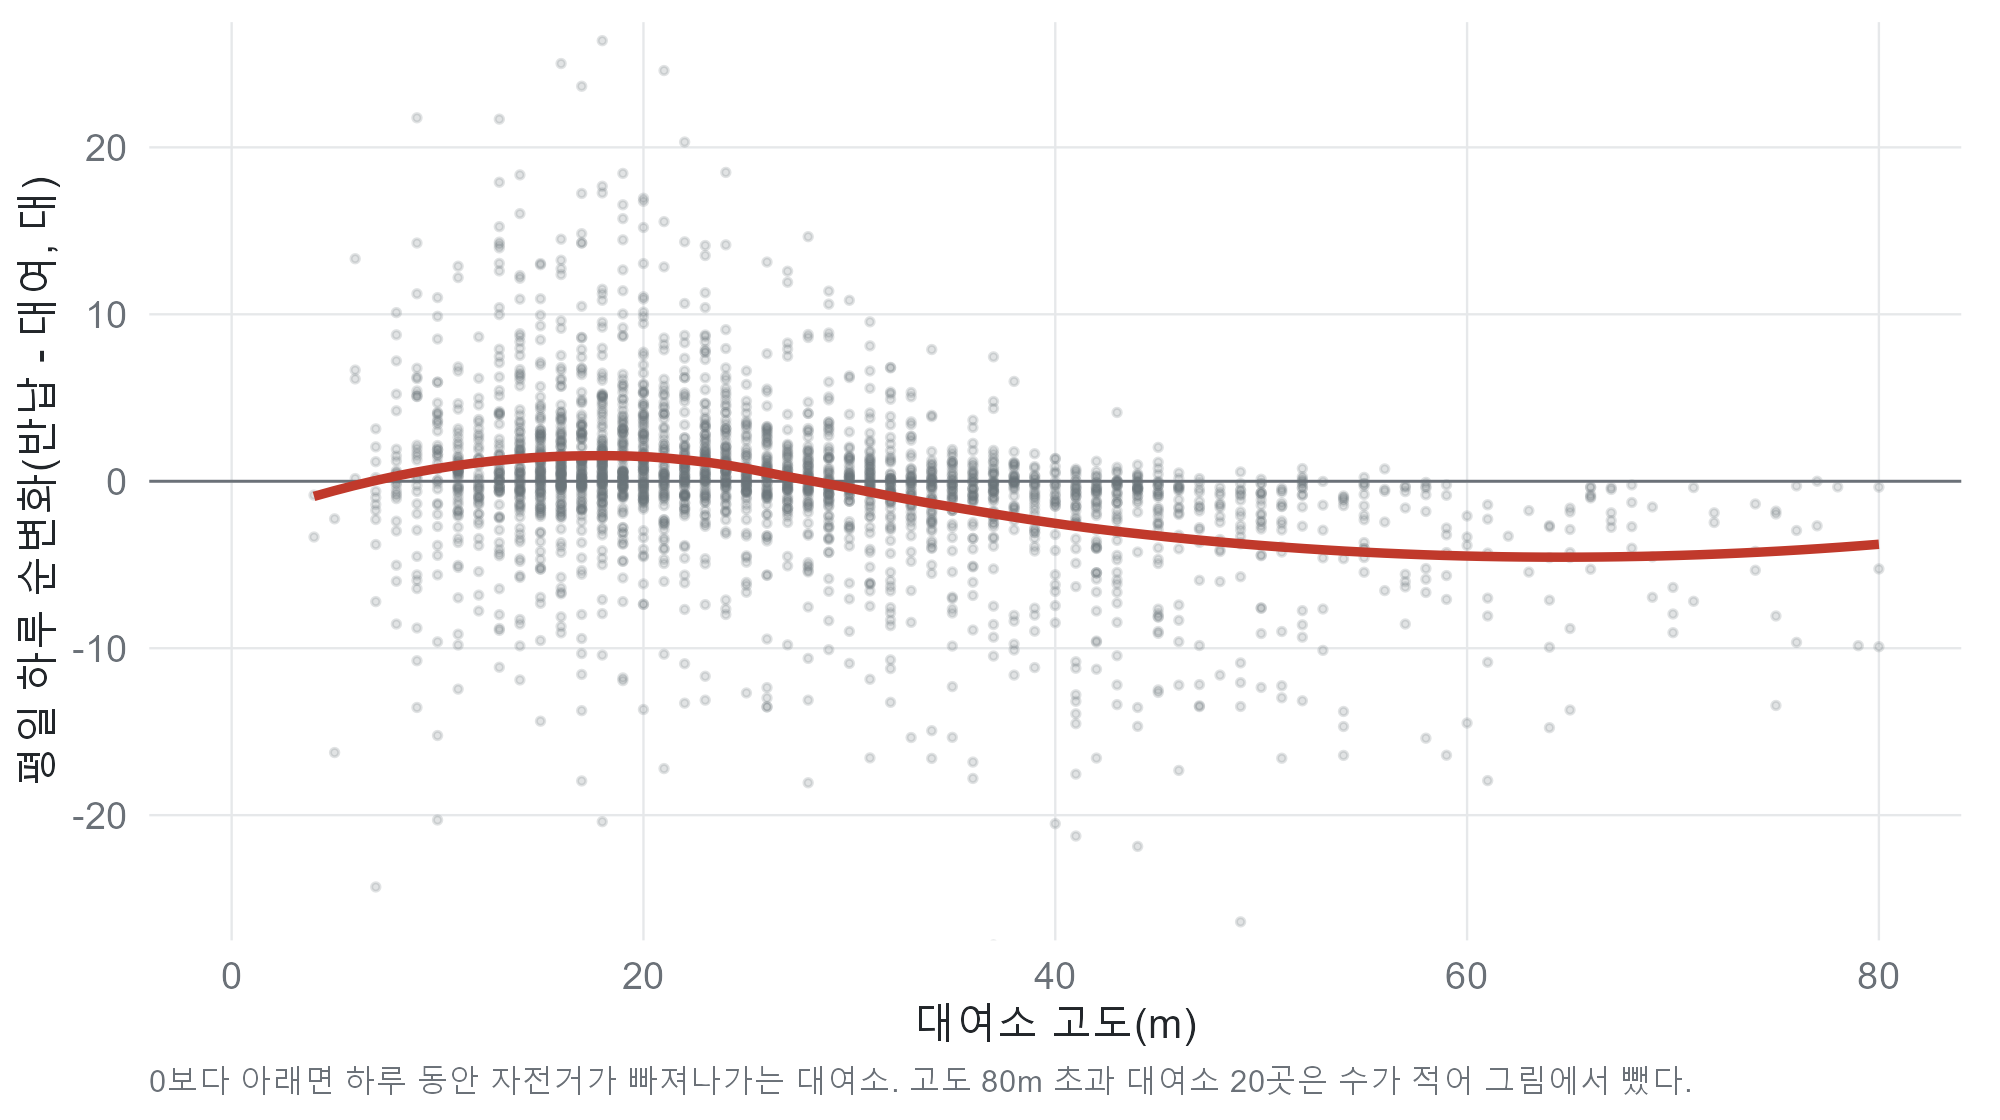 평일 하루 순변화(반납 - 대여, 대)
20
10
0
-10
-20
0 20 40 60 80
대여소 고도(m)
0보다 아래면 하루 동안 자전거가 빠져나가는 대여소. 고도 80m 초과 대여소 20곳은 수가 적어 그림에서 뺐다.